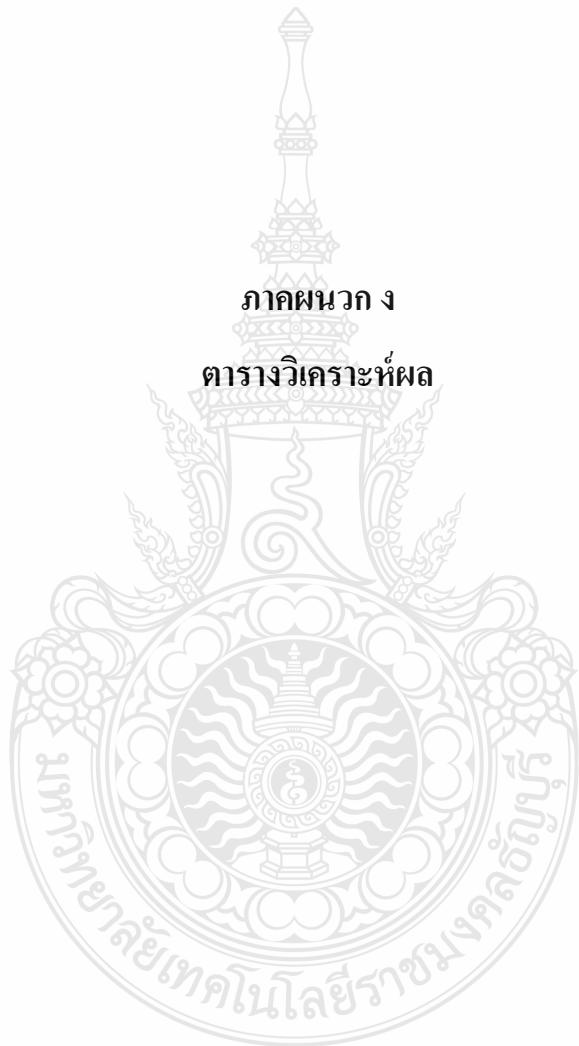 ภาคผนวก ง
ตารางวิเคราะห์ผล
มหาวิทยาลัยเทคโนโลยีราชมงคลธัญบุรี